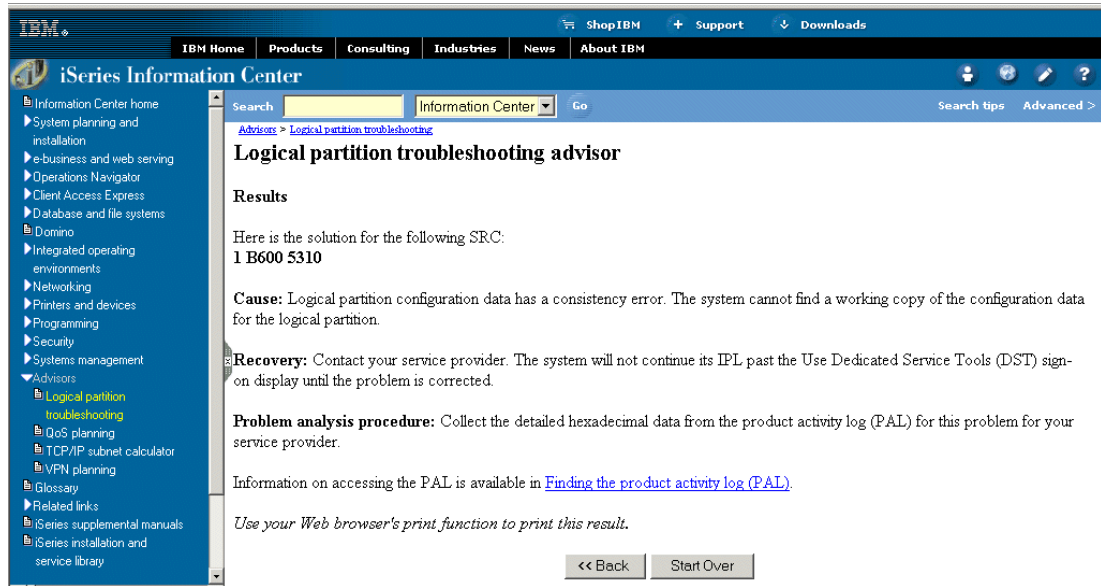 IBM
ShopIBM + Support Downloads
IBM Home Products Consulting Industries News About IBM
iSeries Information Center
?
Information Center home
System planning and
installation
e-business and web serving
Operations Navigator
Client Access Express
Database and file systems
Domino
Integrated operating
environments
Networking
Printers and devices
Programming
Security
Systems management
Advisors
Logical partition
troubleshooting
QoS planning
TCP/IP subnet calculator
VPN planning
Glossary
Related links
iSeries supplemental manuals
iSeries installation and
service library
Search Information Center Go Search tips Advanced >
Advisors > Logical partition troubleshooting
Logical partition troubleshooting advisor
Results
Here is the solution for the following SRC:
1 B600 5310
Cause: Logical partition configuration data has a consistency error. The system cannot find a working copy of the configuration data
for the logical partition.
Recovery: Contact your service provider. The system will not continue its IPL past the Use Dedicated Service Tools (DST) sign-
on display until the problem is corrected.
Problem analysis procedure: Collect the detailed hexadecimal data from the product activity log (PAL) for this problem for your
service provider.
Information on accessing the PAL is available in Finding the product activity log (PAL).
Use your Web browser's print function to print this result.
<< Back Start Over